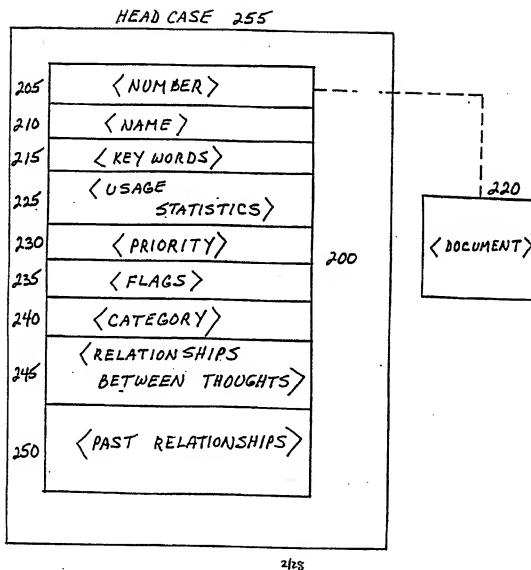 HEAD CASE 255
205 <NUMBER>
210 <NAME>
215 <KEY WORDS>
220
225 <USAGE
STATISTICS>
<DOCUMENT>
230 <PRIORITY> 200
235 <FLAGS>
240 <CATEGORY>
<RELATIONSHIPS
245 BETWEEN THOUGHTS>
250 <PAST RELATIONSHIPS>
2/28